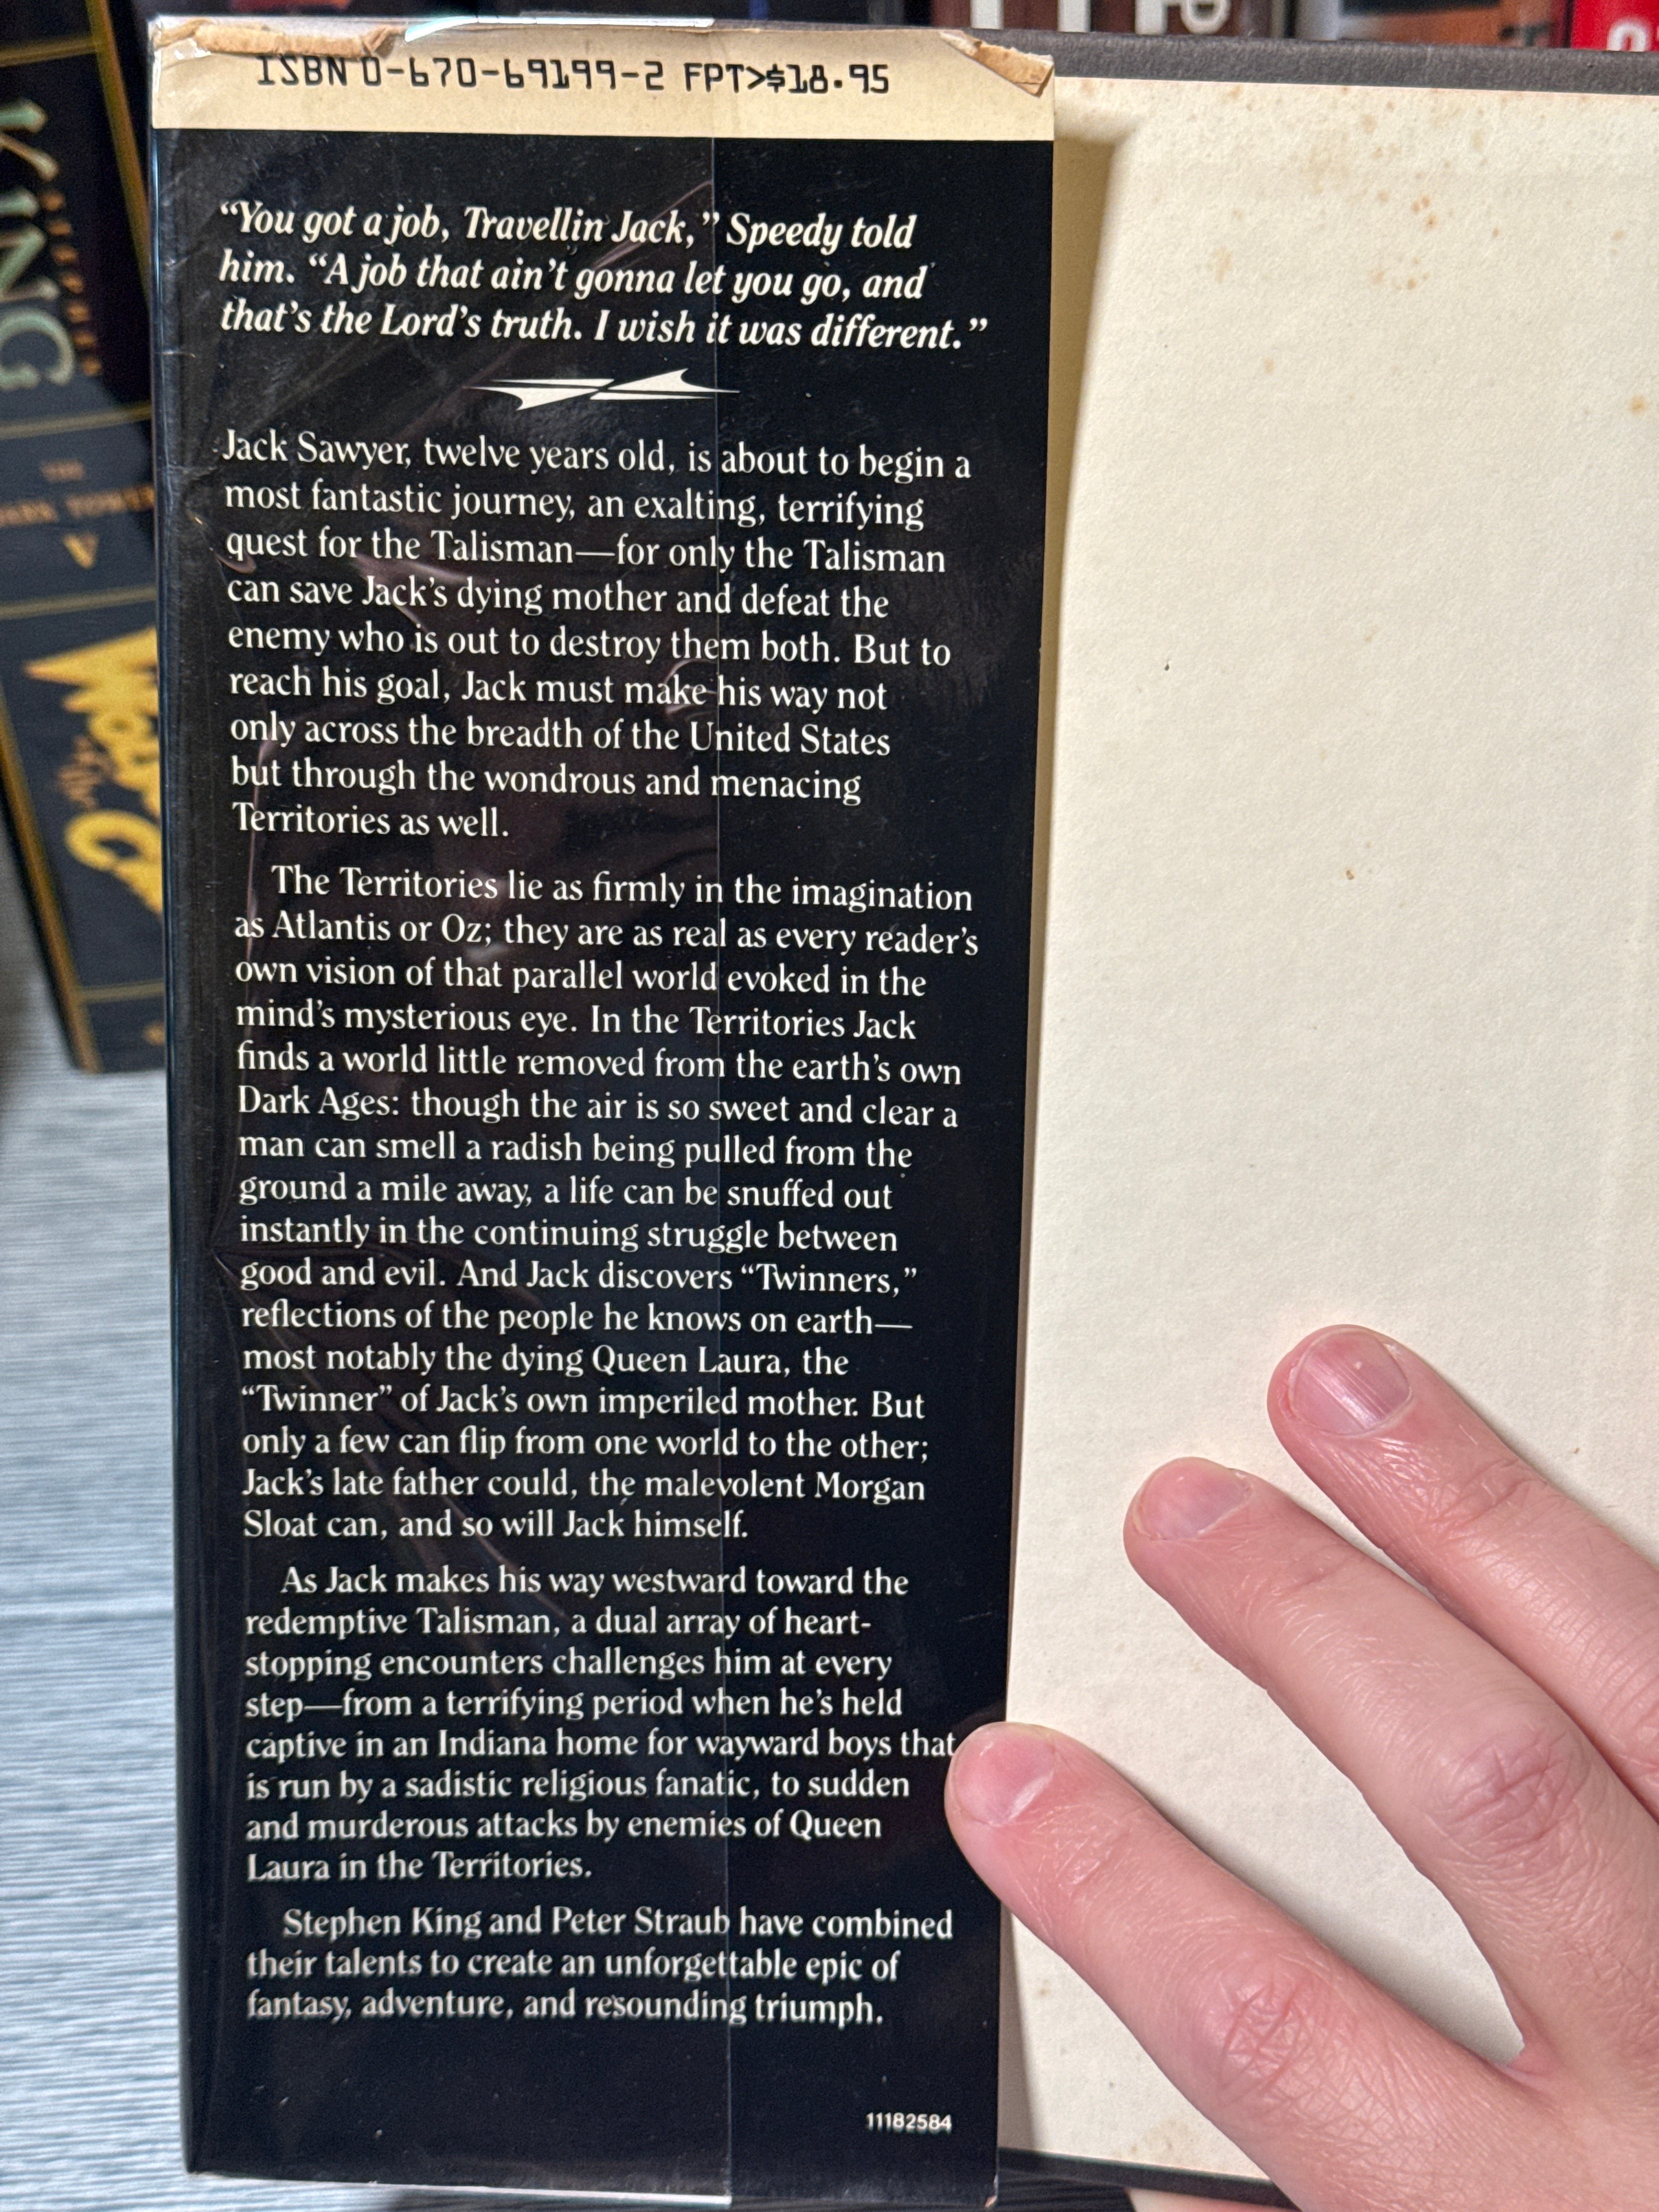 ISBN 0-670-69199-2 FPT>$18.95
“You got a job, Travellin Jack,” Speedy told
him. “A job that ain’t gonna let you go, and
that’s the Lord’s truth. I wish it was different.”
Jack Sawyer, twelve years old, is about to begin a
most fantastic journey, an exalting, terrifying
quest for the Talisman—for only the Talisman
can save Jack’s dying mother and defeat the
enemy who is out to destroy them both. But to
reach his goal, Jack must make his way not
only across the breadth of the United States
but through the wondrous and menacing
Territories as well.
The Territories lie as firmly in the imagination
as Atlantis or Oz; they are as real as every reader’s
own vision of that parallel world evoked in the
mind’s mysterious eye. In the Territories Jack
finds a world little removed from the earth’s own
Dark Ages: though the air is so sweet and clear a
man can smell a radish being pulled from the
ground a mile away, a life can be snuffed out
instantly in the continuing struggle between
good and evil. And Jack discovers “Twinners,”
reflections of the people he knows on earth—
most notably the dying Queen Laura, the
“Twinner” of Jack’s own imperiled mother. But
only a few can flip from one world to the other;
Jack’s late father could, the malevolent Morgan
Sloat can, and so will Jack himself.
As Jack makes his way westward toward the
redemptive Talisman, a dual array of heart-
stopping encounters challenges him at every
step—from a terrifying period when he’s held
captive in an Indiana home for wayward boys that
is run by a sadistic religious fanatic, to sudden
and murderous attacks by enemies of Queen
Laura in the Territories.
Stephen King and Peter Straub have combined
their talents to create an unforgettable epic of
fantasy, adventure, and resounding triumph.
11182584
KING
V